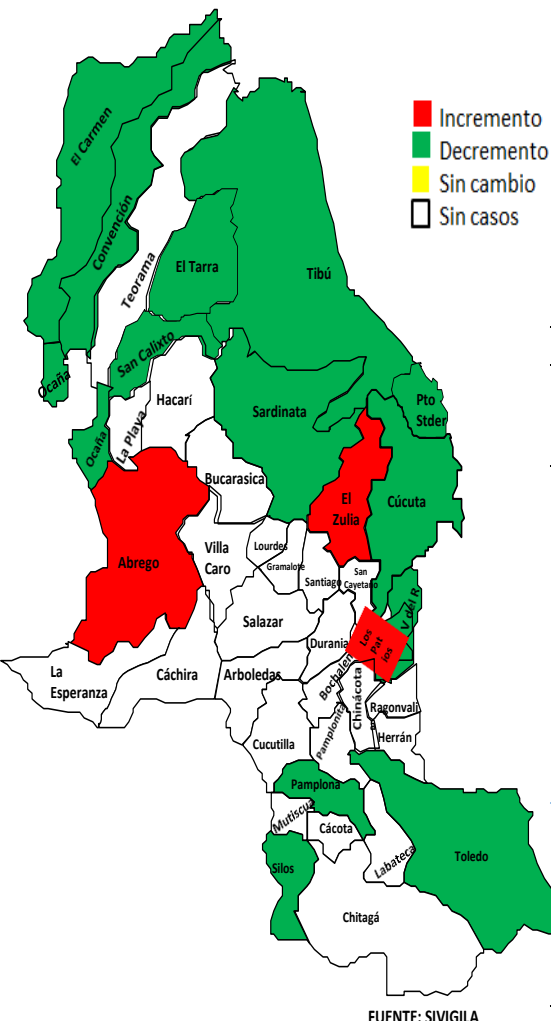 Incremento
Decremento
Sin cambio
Sin casos
El Carmen
Convención
Teorama
El Tarra
Tibú
San Calixto
Ocaña
Hacarí
La Playa
Ocaña
Sardinata
Pto
Stder
Bucarasica
El
Zulia
Cúcuta
Abrego
Villa
Caro
Lourdes
Gramalote
Santiago
San
Cayetano
V del R
Salazar
Durania
Los
Pat
ios
La
Esperanza
Cáchira
Arboledas
Bochalem
Chinácota
Ragonvali
a
Herrán
Pamplonita
Cucutilla
Pamplona
Mutiscua
Cácota
Labateca
Toledo
Silos
Chitagá
FUENTE: SIVIGILA